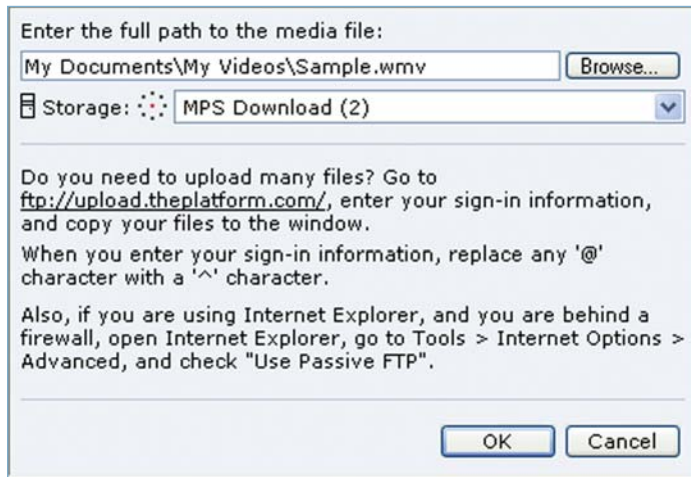 Enter the full path to the media file:
My Documents\My Videos\Sample.wmv
Browse...
Storage:
MPS Download (2)
Do you need to upload many files? Go to
ftp://upload.theplatform.com/, enter your sign-in information,
and copy your files to the window.
When you enter your sign-in information, replace any '@'
character with a '^' character.
Also, if you are using Internet Explorer, and you are behind a
firewall, open Internet Explorer, go to Tools > Internet Options >
Advanced, and check "Use Passive FTP".
OK
Cancel